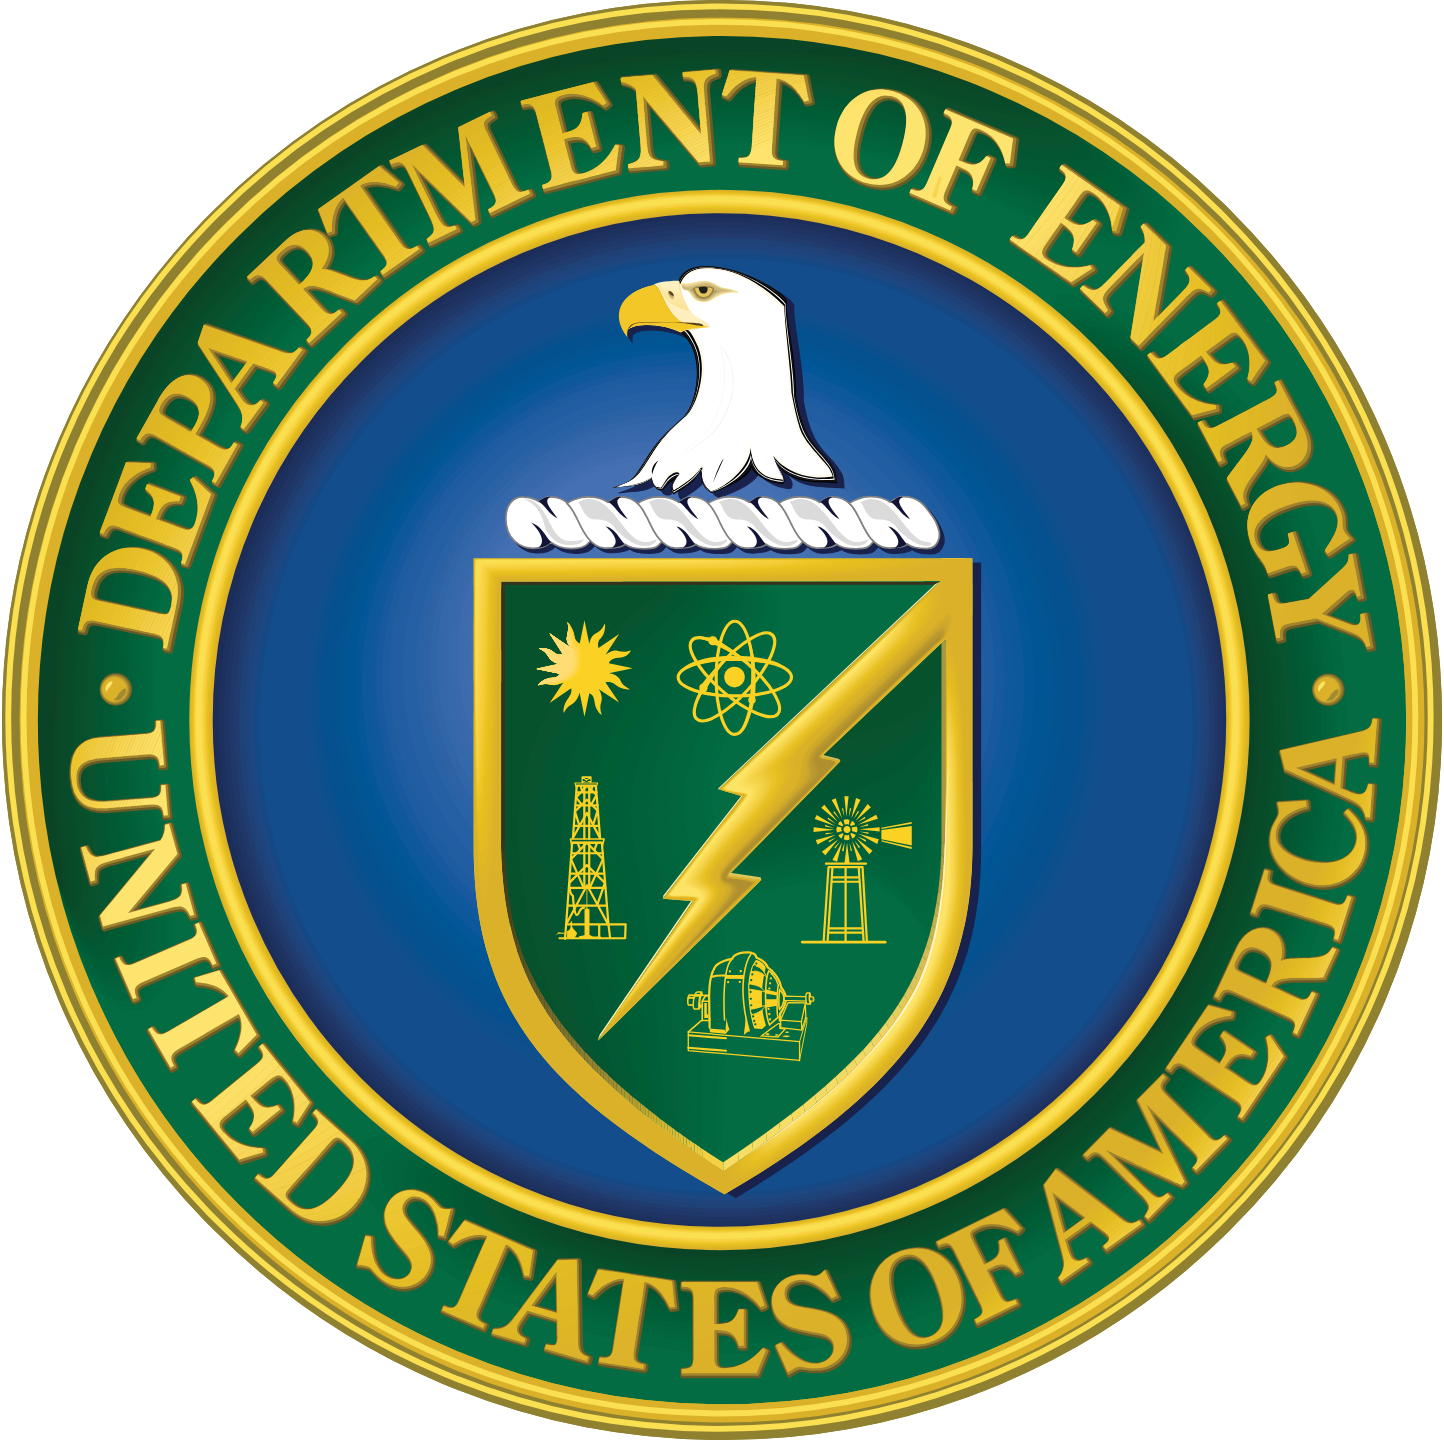 DEPARTMENT OF ENERGY
UNITED STATES OF AMERICA